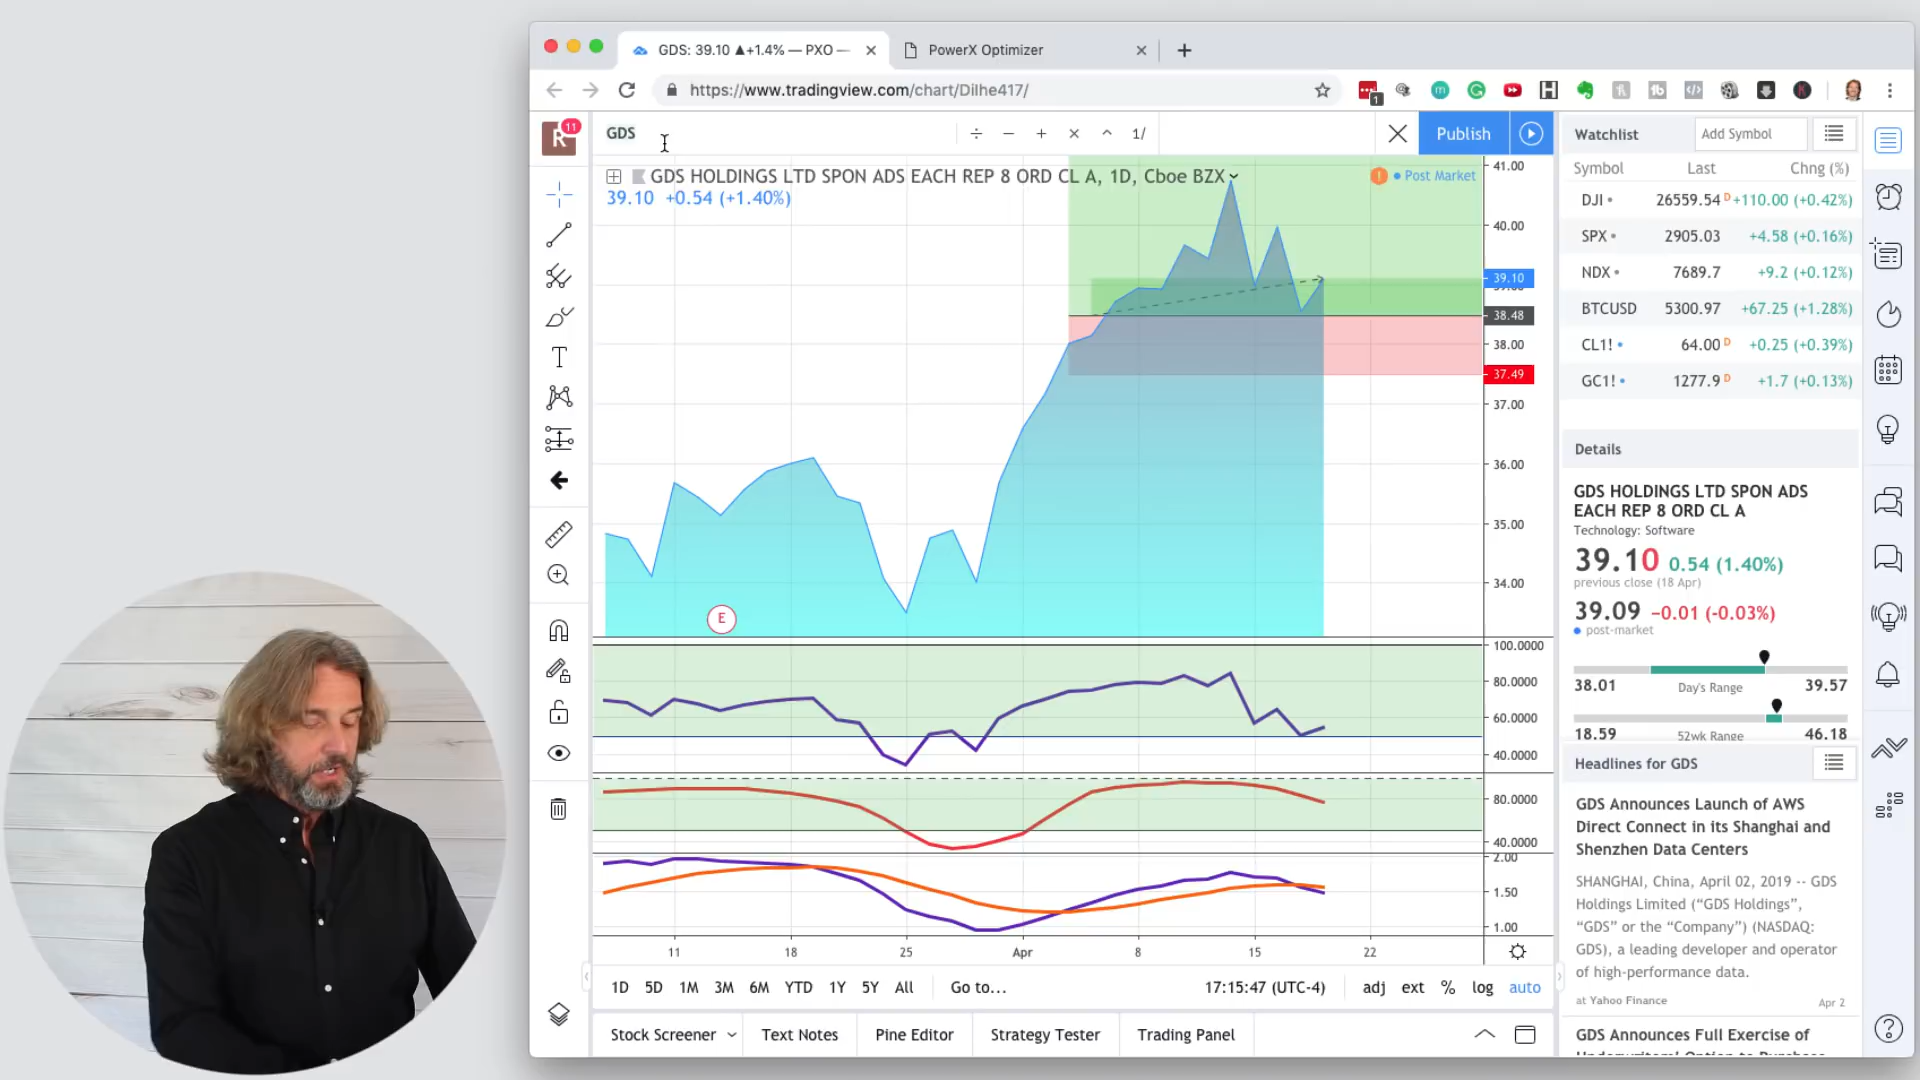 GDS: 39.10 ▲+1.4% — PXO —
PowerX Optimizer
https://www.tradingview.com/chart/Dilhe417/
1
R
11
GDS
÷ − + × ^ 1/
Publish
GDS HOLDINGS LTD SPON ADS EACH REP 8 ORD CL A, 1D, Cboe BZX
39.10 +0.54 (+1.40%)
Post Market
41.00
40.00
39.10
38.48
38.00
37.49
37.00
36.00
35.00
34.00
E
100.0000
80.0000
60.0000
40.0000
80.0000
40.0000
2.00
1.50
1.00
11 18 25 Apr 8 15 22
1D 5D 1M 3M 6M YTD 1Y 5Y All Go to... 17:15:47 (UTC-4) adj ext % log auto
Stock Screener Text Notes Pine Editor Strategy Tester Trading Panel
Watchlist
Add Symbol
Symbol Last Chng (%)
DJI 26559.54 D +110.00 (+0.42%)
SPX 2905.03 +4.58 (+0.16%)
NDX 7689.7 +9.2 (+0.12%)
BTCUSD 5300.97 +67.25 (+1.28%)
CL1! 64.00 D +0.25 (+0.39%)
GC1! 1277.9 D +1.7 (+0.13%)
Details
GDS HOLDINGS LTD SPON ADS
EACH REP 8 ORD CL A
Technology: Software
39.10 0.54 (1.40%)
previous close (18 Apr)
39.09 −0.01 (-0.03%)
post-market
38.01 Day's Range 39.57
18.59 52wk Range 46.18
Headlines for GDS
GDS Announces Launch of AWS
Direct Connect in its Shanghai and
Shenzhen Data Centers
SHANGHAI, China, April 02, 2019 -- GDS
Holdings Limited (“GDS Holdings”,
“GDS” or the “Company”) (NASDAQ:
GDS), a leading developer and operator
of high-performance data.
at Yahoo Finance Apr 2
GDS Announces Full Exercise of